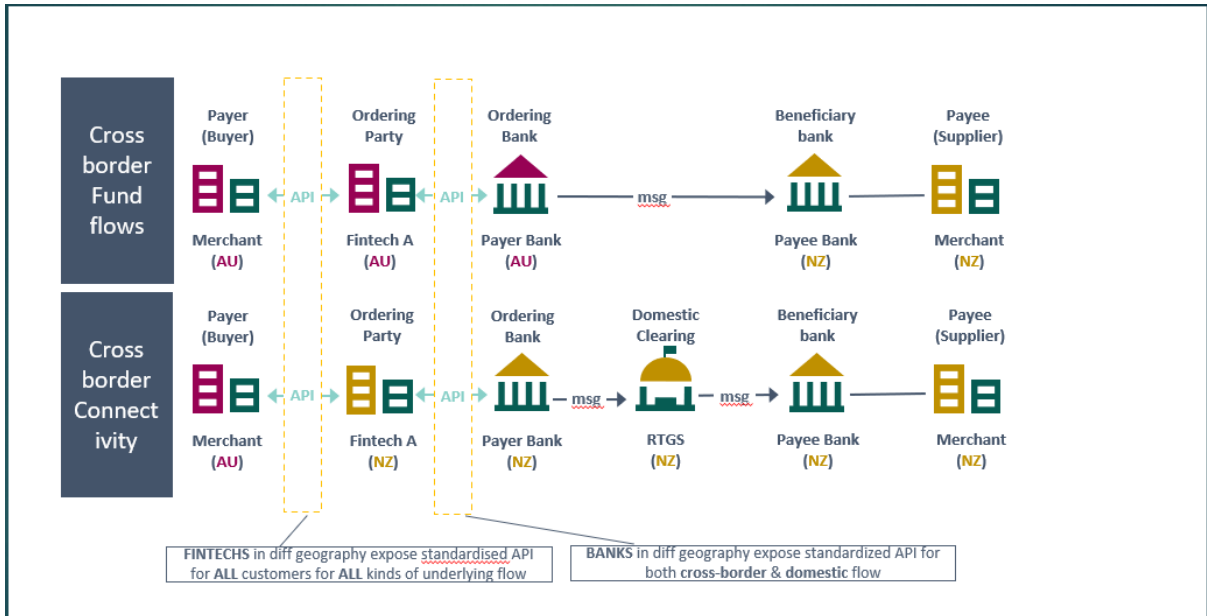 Cross
border
Fund
flows
Payer
(Buyer)
Ordering
Party
Ordering
Bank
Beneficiary
bank
Payee
(Supplier)
API
API
msg
Merchant
(AU)
Fintech A
(AU)
Payer Bank
(AU)
Payee Bank
(NZ)
Merchant
(NZ)
Cross
border
Connect
ivity
Payer
(Buyer)
Ordering
Party
Ordering
Bank
Domestic
Clearing
Beneficiary
bank
Payee
(Supplier)
API
API
msg
msg
Merchant
(AU)
Fintech A
(NZ)
Payer Bank
(NZ)
RTGS
(NZ)
Payee Bank
(NZ)
Merchant
(NZ)
FINTECHS in diff geography expose standardised API
for ALL customers for ALL kinds of underlying flow
BANKS in diff geography expose standardized API for
both cross-border & domestic flow